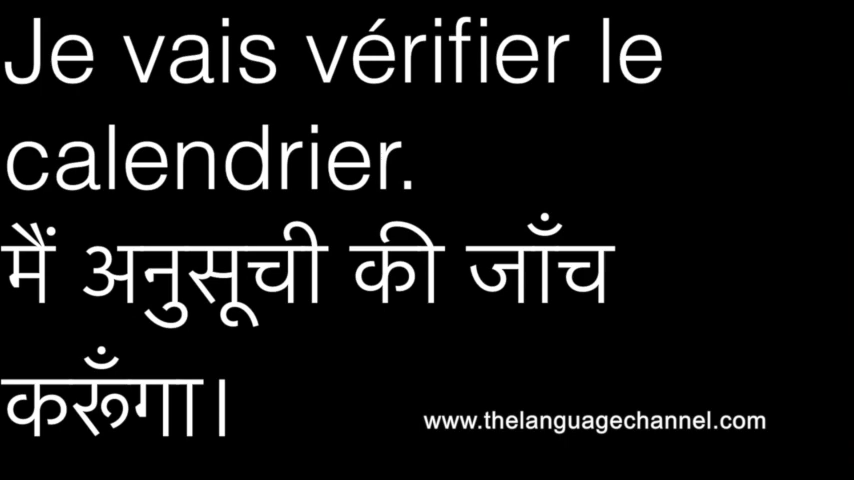 Je vais vérifier le
calendrier.
मैं अनुसूची की जाँच
करूँगा।
www.thelanguagechannel.com